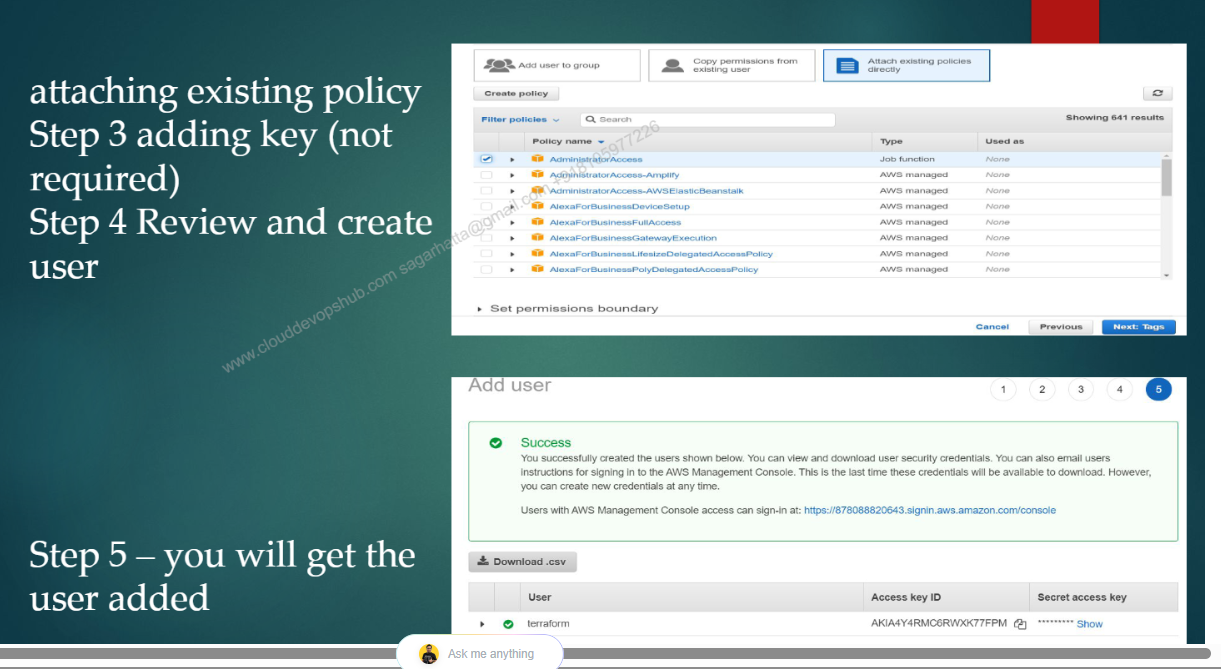 attaching existing policy
Step 3 adding key (not
required)
Step 4 Review and create
user
Step 5 – you will get the
user added
Add user to group
Copy permissions from
existing user
Attach existing policies
directly
Create policy
Filter policies
Search
Showing 641 results
Policy name Type Used as
AdministratorAccess Job function None
AdministratorAccess-Amplify AWS managed None
AdministratorAccess-AWSElasticBeanstalk AWS managed None
AlexaForBusinessDeviceSetup AWS managed None
AlexaForBusinessFullAccess AWS managed None
AlexaForBusinessGatewayExecution AWS managed None
AlexaForBusinessLifesizeDelegatedAccessPolicy AWS managed None
AlexaForBusinessPolyDelegatedAccessPolicy AWS managed None
Set permissions boundary
Cancel Previous Next: Tags
www.clouddevopshub.com sagarhatta@gmail.com +918105977226
Add user
1 2 3 4 5
Success
You successfully created the users shown below. You can view and download user security credentials. You can also email users
instructions for signing in to the AWS Management Console. This is the last time these credentials will be available to download. However,
you can create new credentials at any time.
Users with AWS Management Console access can sign-in at: https://878088820643.signin.aws.amazon.com/console
Download .csv
User Access key ID Secret access key
terraform AKIA4Y4RMC6RWXK77FPM ********* Show
Ask me anything